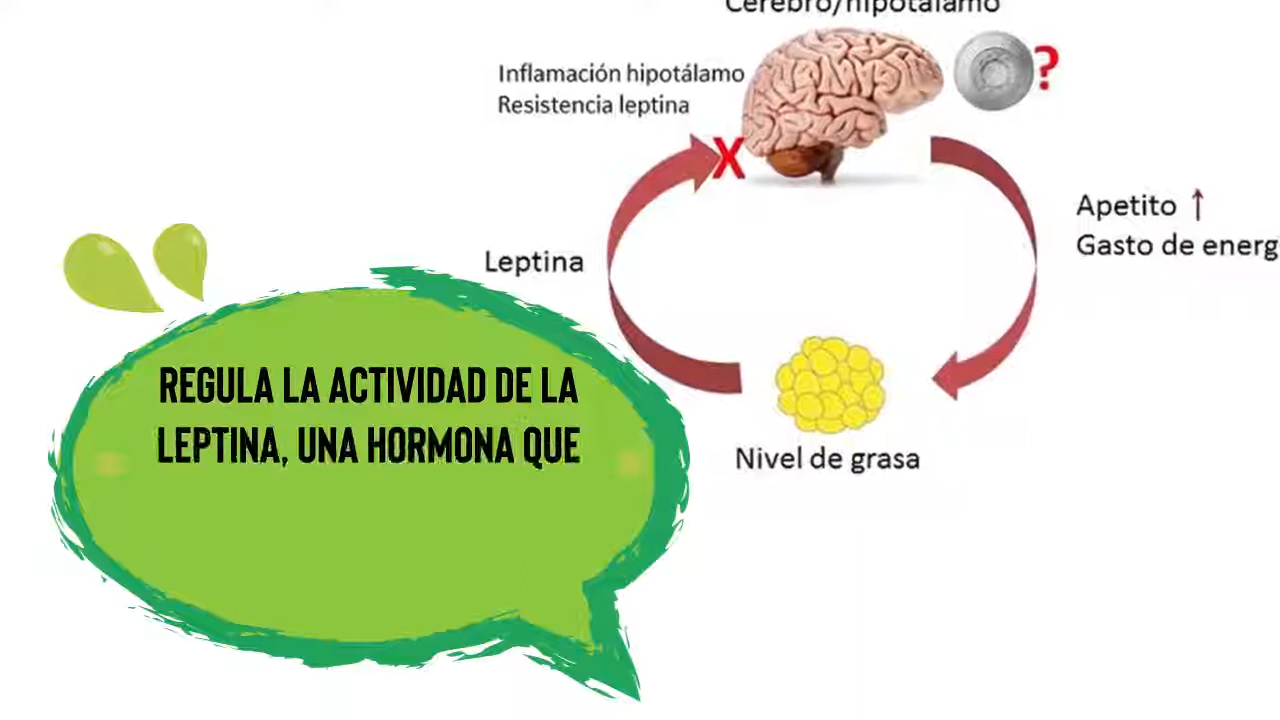 Cerebro/hipotálamo
Inflamación hipotálamo
Resistencia leptina
?
X
Apetito ↑
Gasto de energ
Leptina
REGULA LA ACTIVIDAD DE LA
LEPTINA, UNA HORMONA QUE
Nivel de grasa